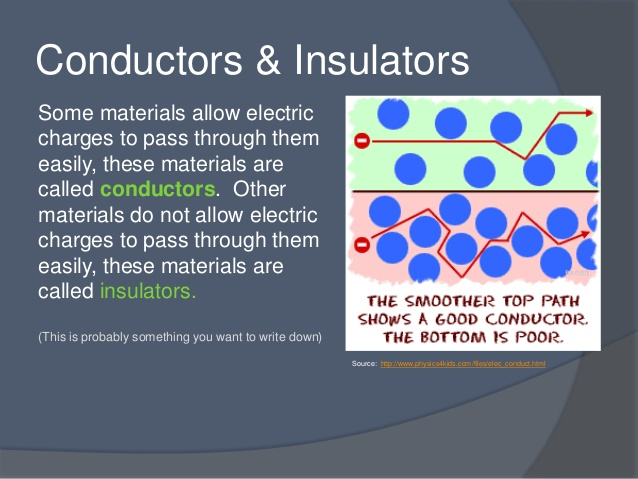 Conductors & Insulators
Some materials allow electric
charges to pass through them
easily, these materials are
called conductors.  Other
materials do not allow electric
charges to pass through them
easily, these materials are
called insulators.
(This is probably something you want to write down)
THE SMOOTHER TOP PATH
SHOWS A GOOD CONDUCTOR.
THE BOTTOM IS POOR.
Source:  http://www.physics4kids.com/files/elec_conduct.html